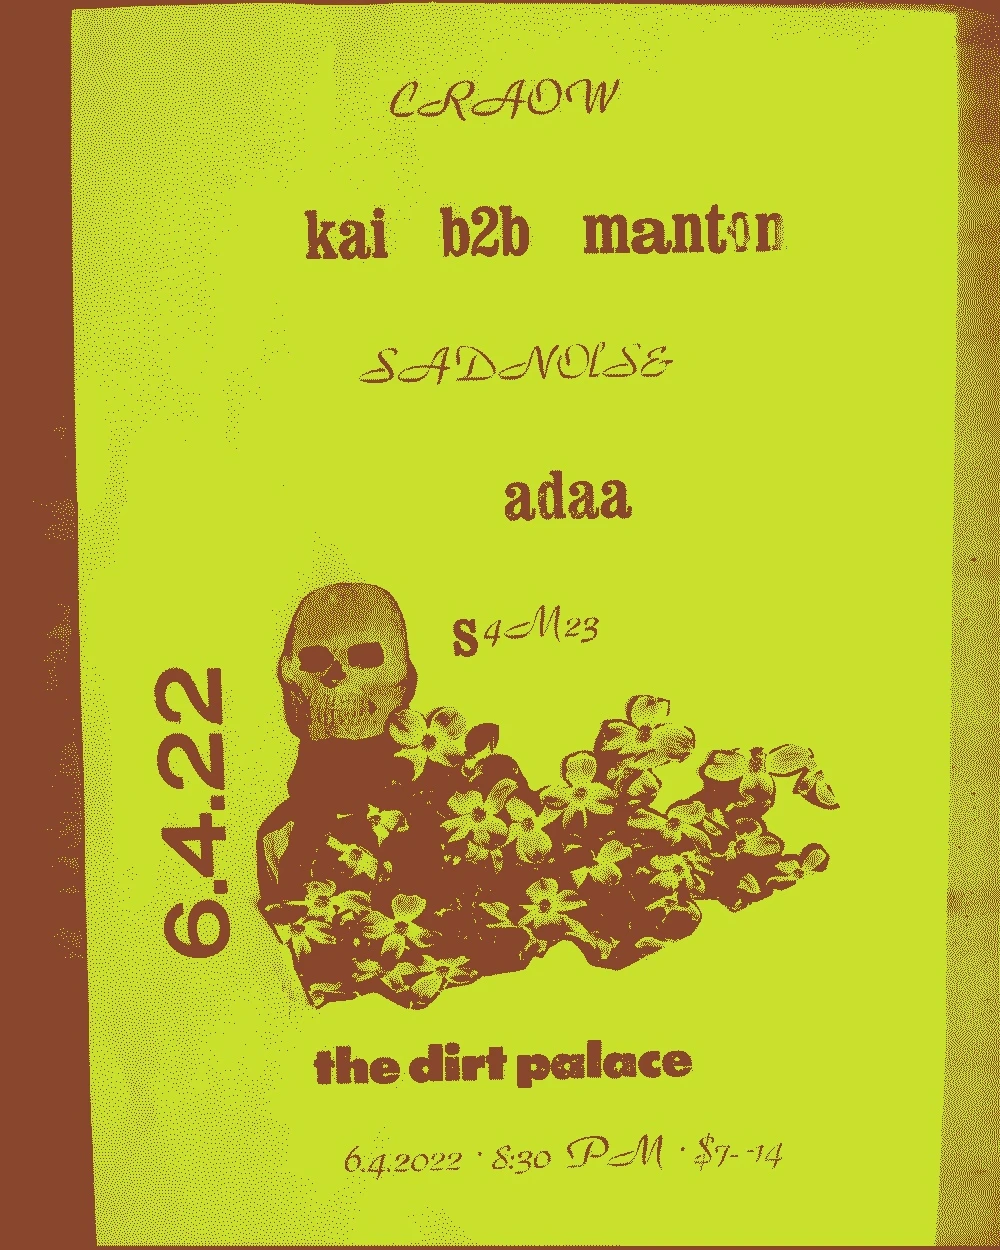 CRAOW
kai b2b manton
SADNOISE
adaa
s4M23
6.4.22
the dirt palace
6.4.2022 · 8:30 PM · $7--14